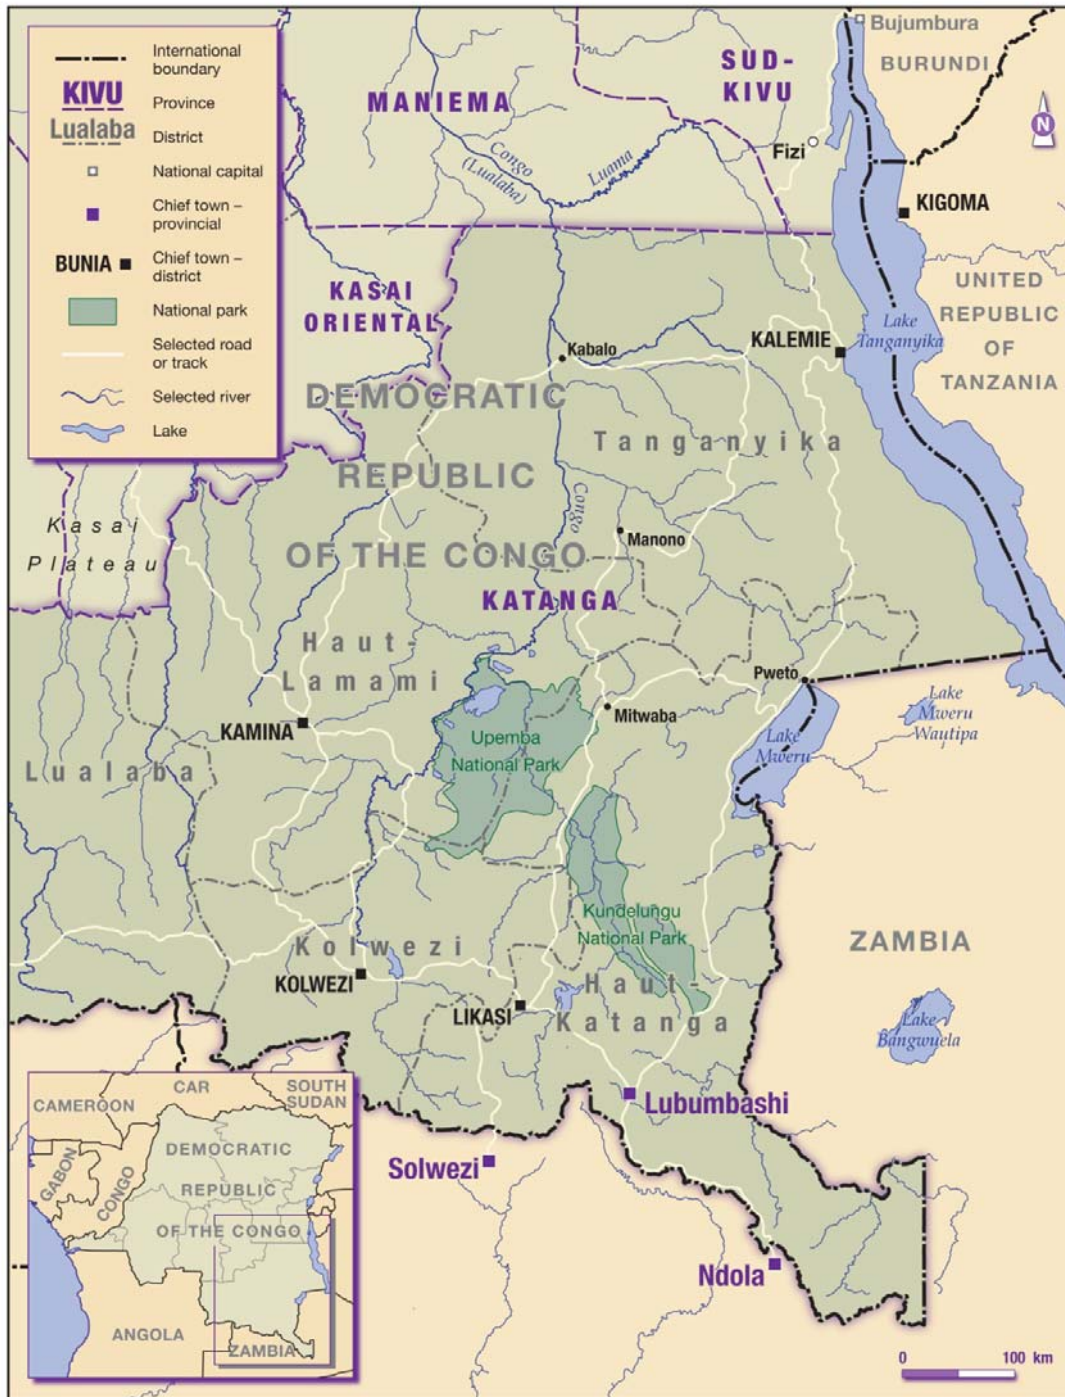 International
boundary
KIVU
Province
Lualaba
District
National capital
Chief town –
provincial
BUNIA
Chief town –
district
National park
Selected road
or track
Selected river
Lake
Bujumbura
BURUNDI
SUD-
KIVU
MANIEMA
N
Congo
(Lualaba)
Luama
Fizi
KIGOMA
UNITED
REPUBLIC
OF
TANZANIA
KASAI
ORIENTAL
Lake
Tanganyika
KALEMIE
Kabalo
DEMOCRATIC
REPUBLIC
OF THE CONGO
Tanganyika
Congo
Manono
Kasai
Plateau
KATANGA
Haut-
Lamami
Pweto
Mitwaba
Lake
Mweru
Wautipa
KAMINA
Upemba
National Park
Lake
Mweru
Lualaba
Kundelungu
National Park
ZAMBIA
Kolwezi
KOLWEZI
Haut-
Katanga
LIKASI
Lake
Bangwuela
Lubumbashi
Solwezi
Ndola
CAMEROON
CAR
SOUTH
SUDAN
GABON
CONGO
DEMOCRATIC
REPUBLIC
OF THE CONGO
ANGOLA
ZAMBIA
0 100 km